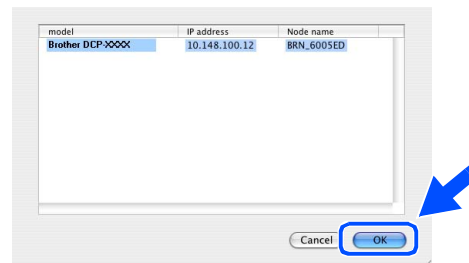 model IP address Node name
Brother DCP-XXXX 10.148.100.12 BRN_6005ED
Cancel OK